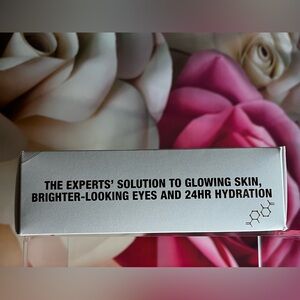 THE EXPERTS' SOLUTION TO GLOWING SKIN,
BRIGHTER-LOOKING EYES AND 24HR HYDRATION